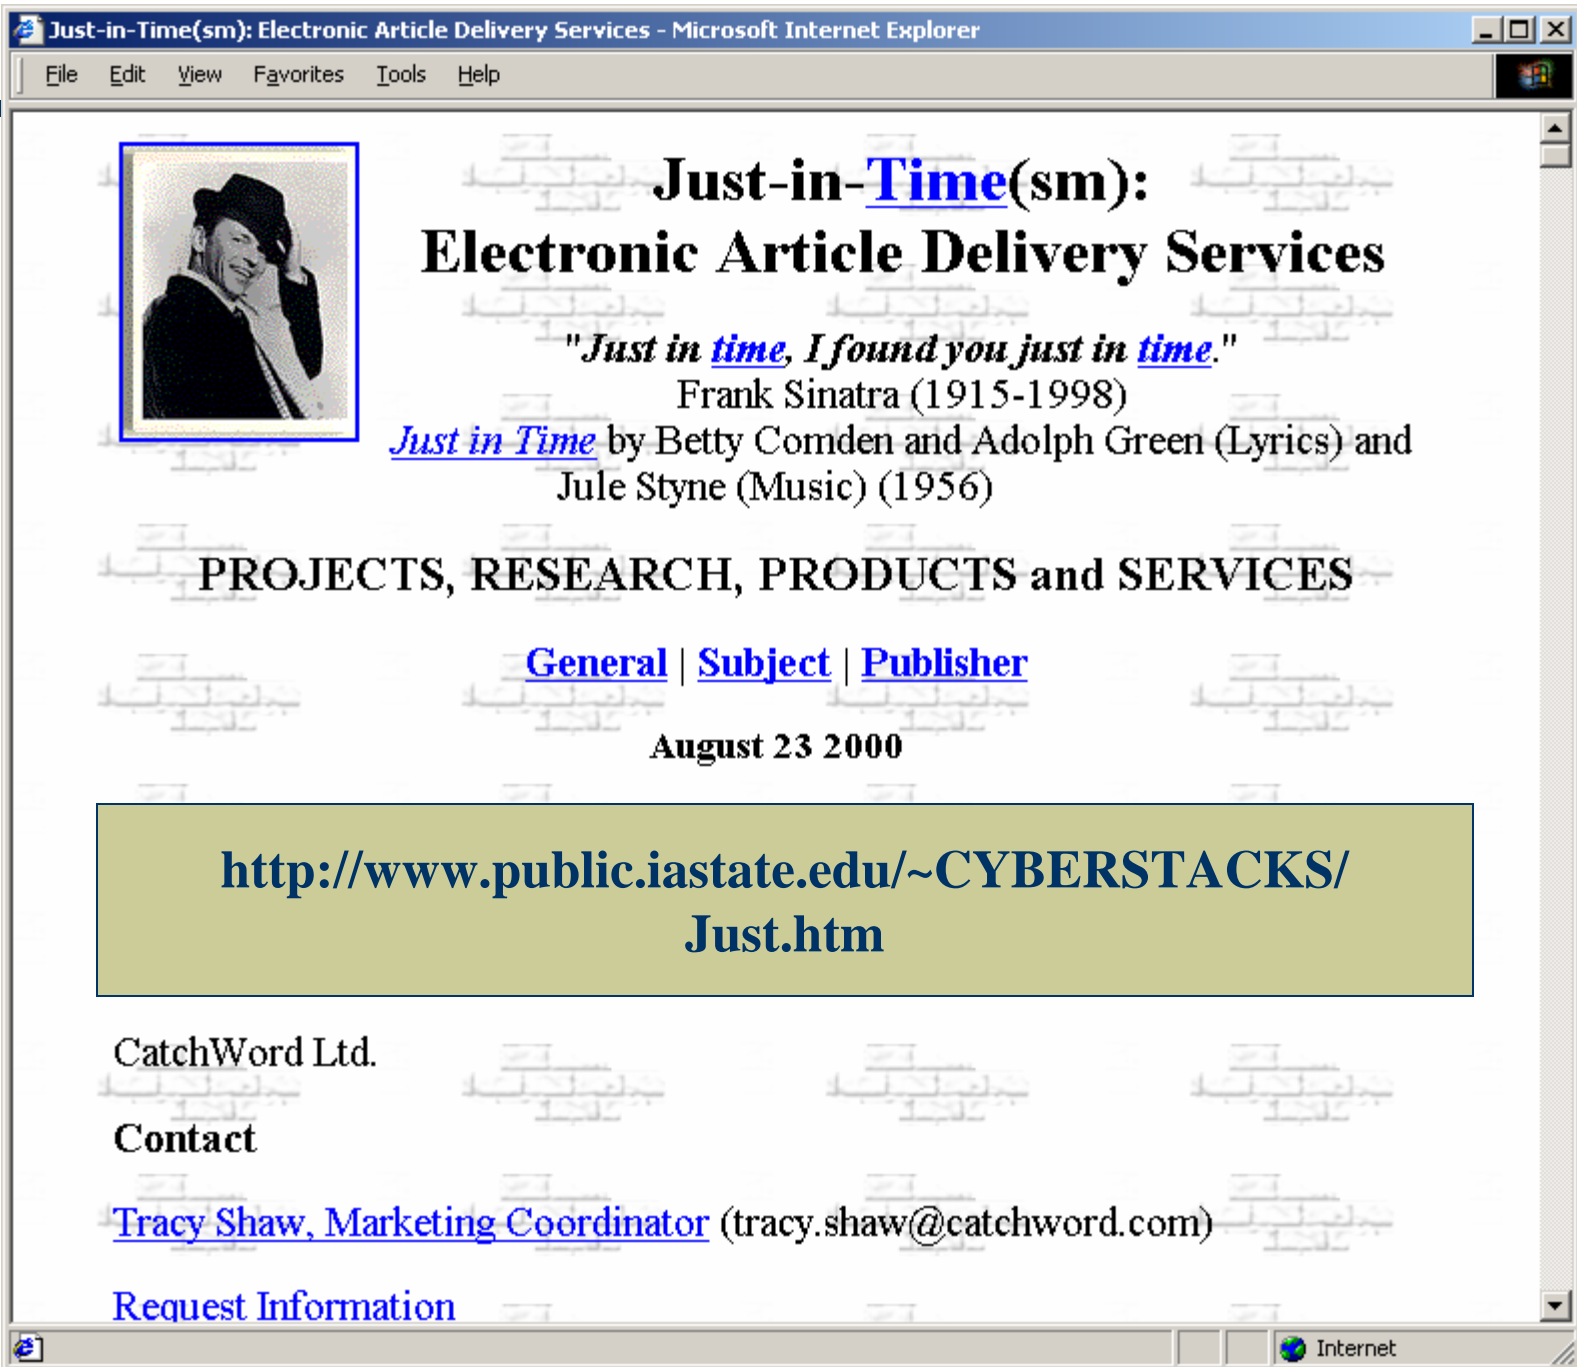 Just-in-Time(sm): Electronic Article Delivery Services - Microsoft Internet Explorer
File Edit View Favorites Tools Help
Just-in-Time(sm):
Electronic Article Delivery Services
"Just in time, I found you just in time."
Frank Sinatra (1915-1998)
Just in Time by Betty Comden and Adolph Green (Lyrics) and
Jule Styne (Music) (1956)
PROJECTS, RESEARCH, PRODUCTS and SERVICES
General | Subject | Publisher
August 23 2000
http://www.public.iastate.edu/~CYBERSTACKS/
Just.htm
CatchWord Ltd.
Contact
Tracy Shaw, Marketing Coordinator (tracy.shaw@catchword.com)
Request Information
Internet